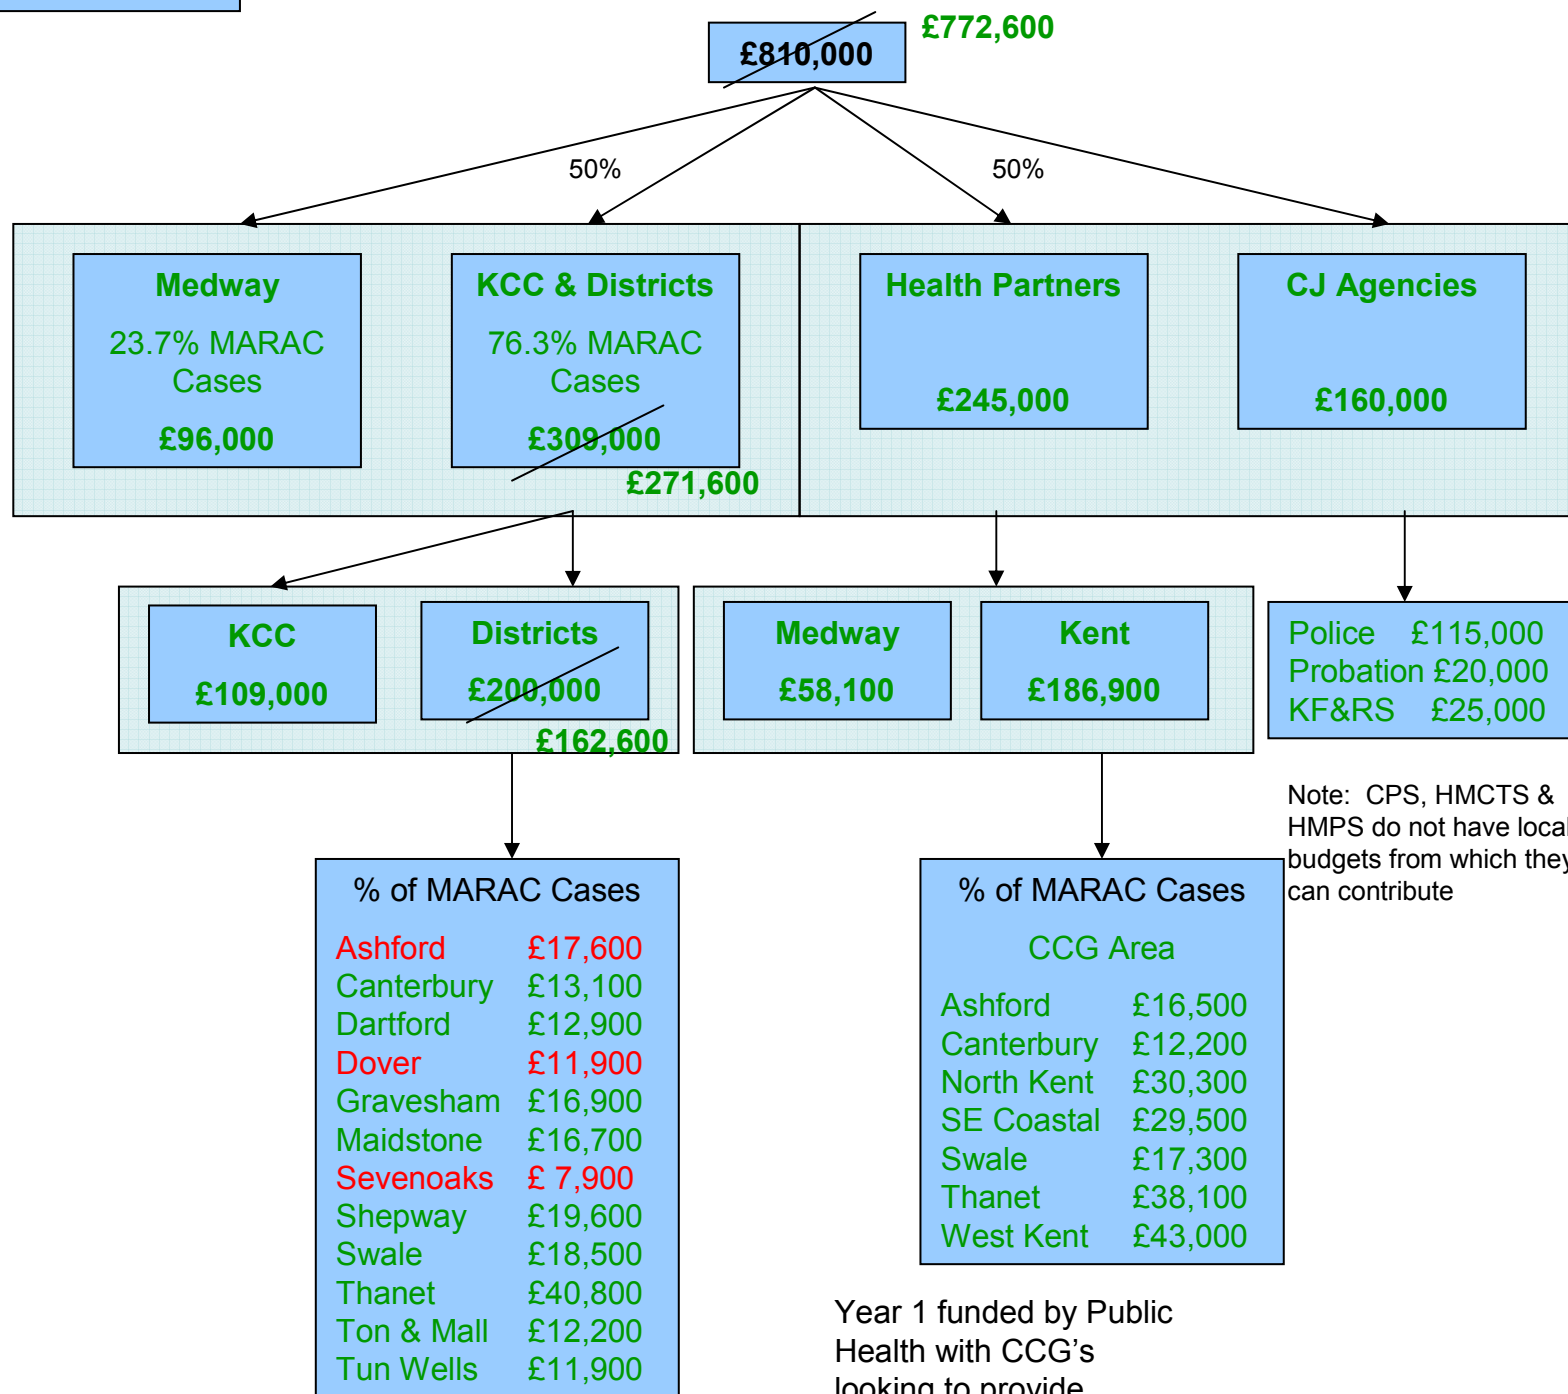 £810,000
£772,600
50%
50%
Medway
23.7% MARAC
Cases
£96,000
KCC & Districts
76.3% MARAC
Cases
£309,000
£271,600
Health Partners
£245,000
CJ Agencies
£160,000
KCC
£109,000
Districts
£200,000
£162,600
Medway
£58,100
Kent
£186,900
Police £115,000
Probation £20,000
KF&RS £25,000
Note: CPS, HMCTS &
HMPS do not have local
budgets from which they
can contribute
% of MARAC Cases
Ashford £17,600
Canterbury £13,100
Dartford £12,900
Dover £11,900
Gravesham £16,900
Maidstone £16,700
Sevenoaks £ 7,900
Shepway £19,600
Swale £18,500
Thanet £40,800
Ton & Mall £12,200
Tun Wells £11,900
% of MARAC Cases
CCG Area
Ashford £16,500
Canterbury £12,200
North Kent £30,300
SE Coastal £29,500
Swale £17,300
Thanet £38,100
West Kent £43,000
Year 1 funded by Public
Health with CCG's
looking to provide